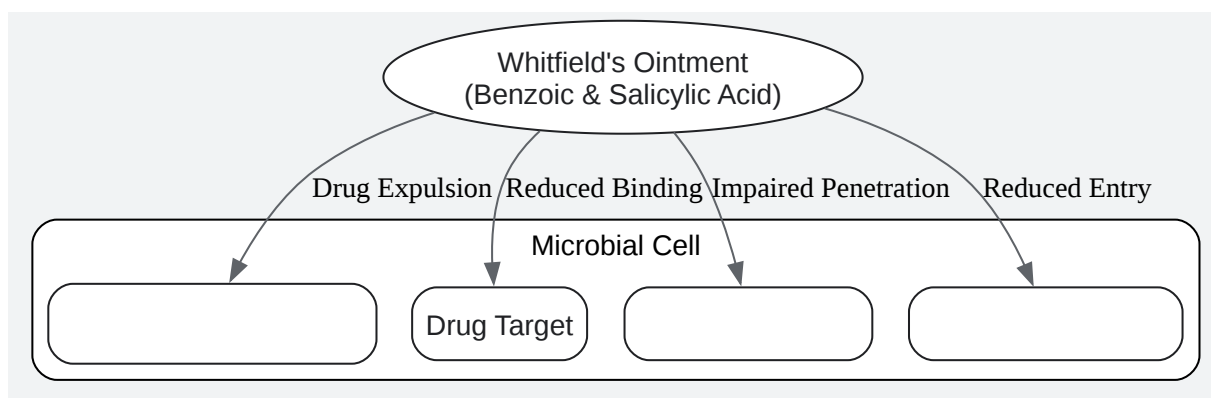 Whitfield's Ointment
(Benzoic & Salicylic Acid)
Drug Expulsion
Reduced Binding
Impaired Penetration
Reduced Entry
Microbial Cell
Drug Target